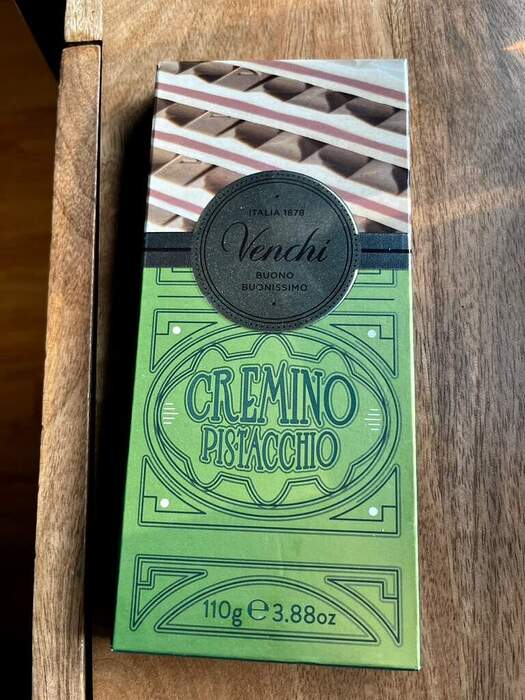 ITALIA 1878
Venchi
BUONO
BUONISSIMO
CREMINO
PISTACCHIO
110g e 3.88oz